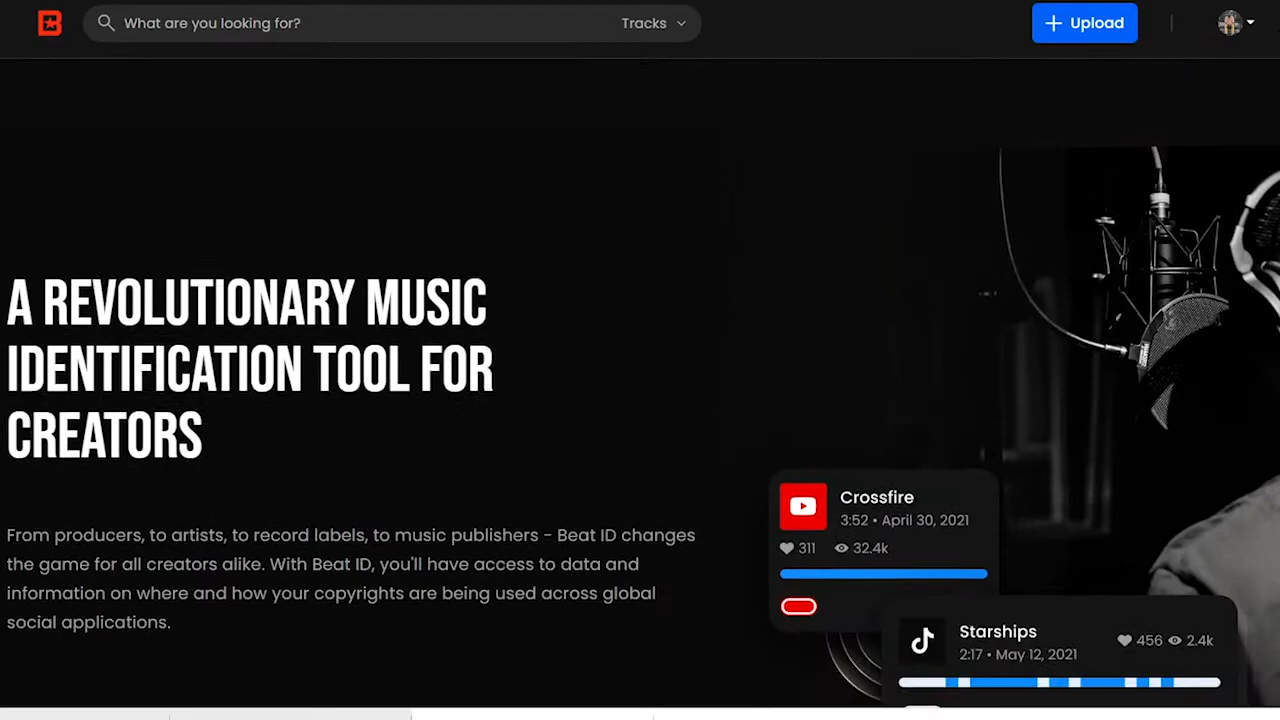 What are you looking for?
Tracks
Upload
A REVOLUTIONARY MUSIC
IDENTIFICATION TOOL FOR
CREATORS
From producers, to artists, to record labels, to music publishers - Beat ID changes
the game for all creators alike. With Beat ID, you'll have access to data and
information on where and how your copyrights are being used across global
social applications.
Crossfire
3:52 • April 30, 2021
311 32.4k
Starships
2:17 • May 12, 2021
456 2.4k